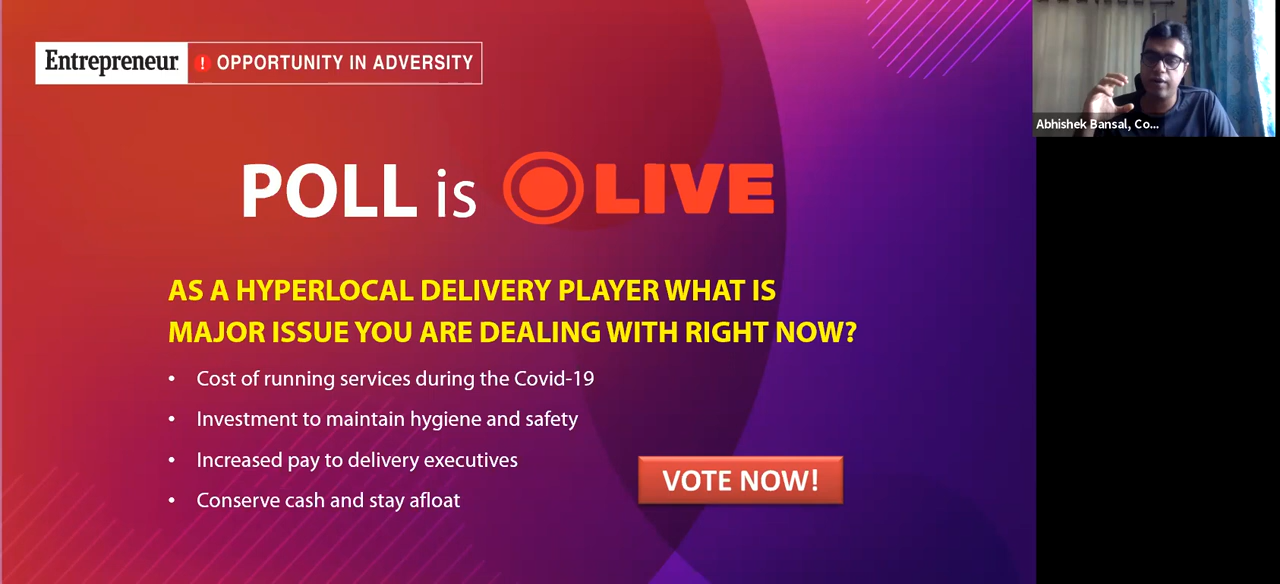 Entrepreneur
! OPPORTUNITY IN ADVERSITY
Abhishek Bansal, Co...
POLL is LIVE
AS A HYPERLOCAL DELIVERY PLAYER WHAT IS
MAJOR ISSUE YOU ARE DEALING WITH RIGHT NOW?
• Cost of running services during the Covid-19
• Investment to maintain hygiene and safety
• Increased pay to delivery executives
• Conserve cash and stay afloat
VOTE NOW!